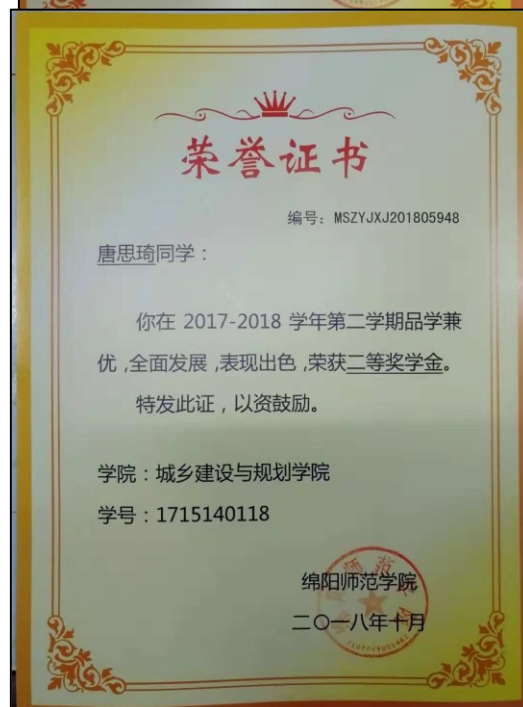 荣誉证书
编号：MSZYJXJ201805948
唐思琦同学：
你在 2017-2018 学年第二学期品学兼
优，全面发展，表现出色，荣获二等奖学金。
特发此证，以资鼓励。
学院：城乡建设与规划学院
学号：1715140118
绵阳师范学院
二〇一八年十月